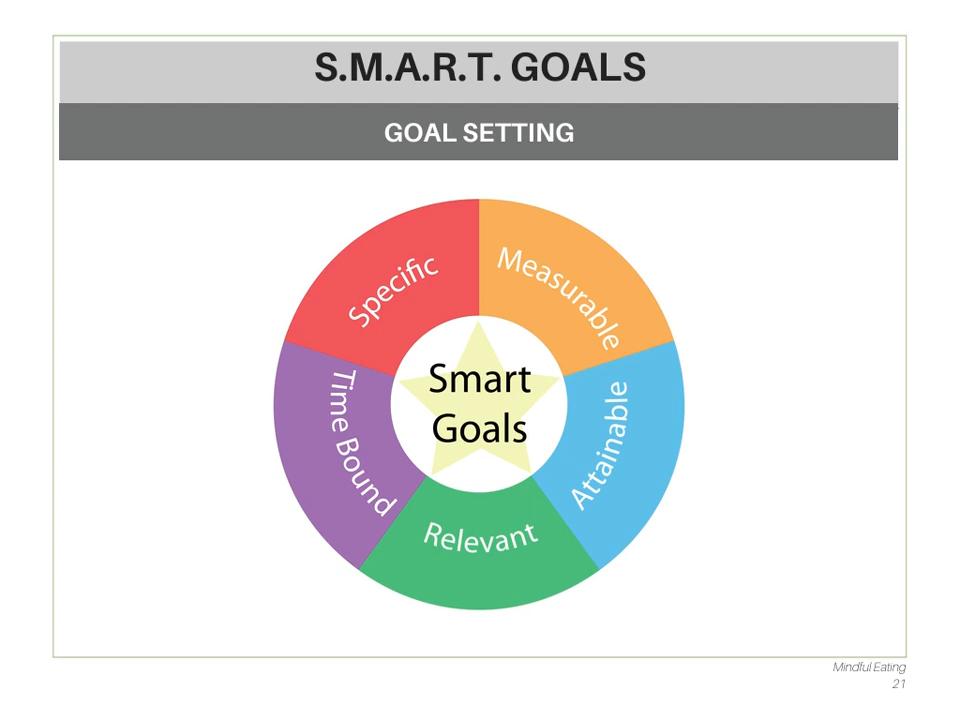 S.M.A.R.T. GOALS
GOAL SETTING
Specific
Measurable
Attainable
Relevant
Time Bound
Smart
Goals
Mindful Eating
21